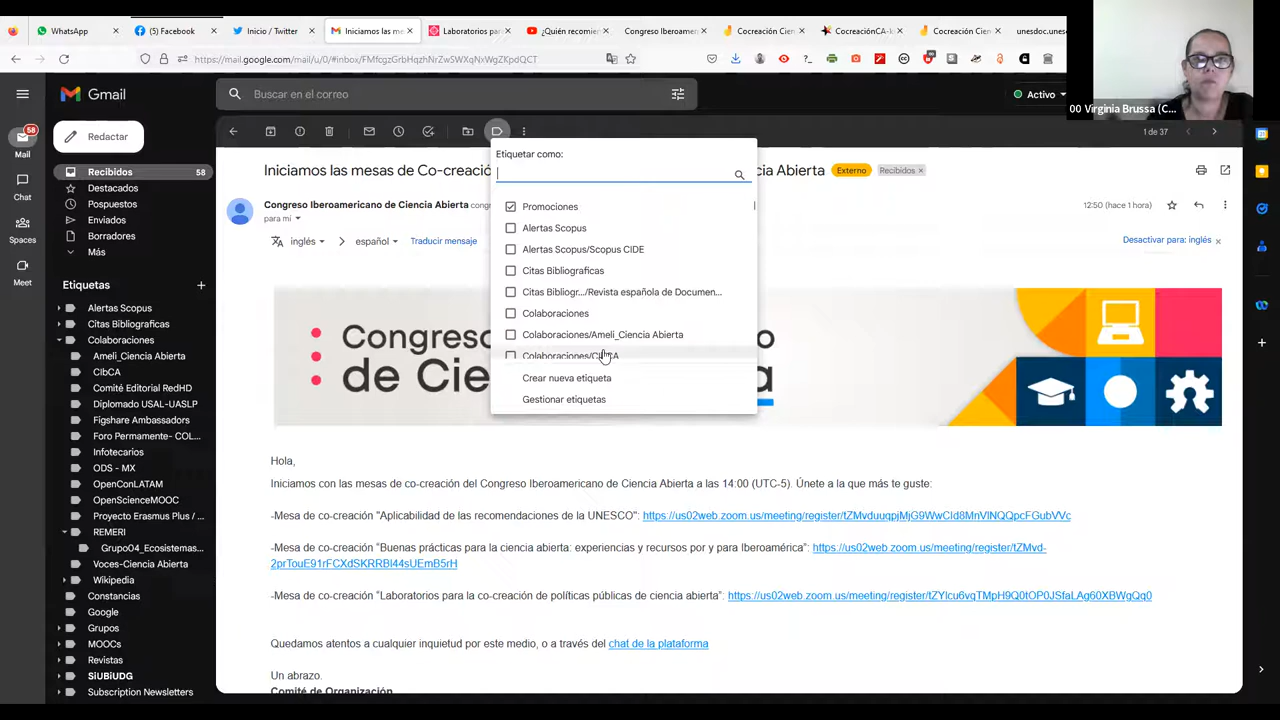 WhatsApp
(5) Facebook
Inicio / Twitter
Iniciamos las me
Laboratorios par
¿Quién recomien
Congreso Iberoamer
Cocreación Cien
CocreaciónCA-k
Cocreación Cien
unesdoc.unes
https://mail.google.com/mail/u/0/#inbox/FMfcgzGrbHqzhNrZwSWXqNxWgZKpdQCT
Gmail
Buscar en el correo
Activo
00 Virginia Brussa (C...
58
Mail
Chat
Spaces
Meet
Redactar
Recibidos 58
Destacados
Pospuestos
Enviados
Borradores
Más
Etiquetas +
Alertas Scopus
Citas Bibliograficas
Colaboraciones
Ameli_Ciencia Abierta
CIbCA
Comité Editorial RedHD
Diplomado USAL-UASLP
Figshare Ambassadors
Foro Permamente- COL...
Infotecarios
ODS - MX
OpenConLATAM
OpenScienceMOOC
Proyecto Erasmus Plus / ...
REMERI
Grupo04_Ecosistemas...
Voces-Ciencia Abierta
Wikipedia
Constancias
Google
Grupos
MOOCs
Revistas
SiUBiUDG
Subscription Newsletters
1 de 37
Iniciamos las mesas de Co-creació
cia Abierta Externo Recibidos ×
Congreso Iberoamericano de Ciencia Abierta cong
para mí
12:50 (hace 1 hora)
inglés > español Traducir mensaje
Desactivar para: inglés ×
Etiquetar como:
Promociones
Alertas Scopus
Alertas Scopus/Scopus CIDE
Citas Bibliograficas
Citas Bibliogr.../Revista española de Documen...
Colaboraciones
Colaboraciones/Ameli_Ciencia Abierta
Colaboraciones/CIbCA
Crear nueva etiqueta
Gestionar etiquetas
Congreso
de Cie
Hola,
Iniciamos con las mesas de co-creación del Congreso Iberoamericano de Ciencia Abierta a las 14:00 (UTC-5). Únete a la que más te guste:
-Mesa de co-creación "Aplicabilidad de las recomendaciones de la UNESCO": https://us02web.zoom.us/meeting/register/tZMvduuqpjMjG9WwCId8MnVlNQQpcFGubVVc
-Mesa de co-creación "Buenas prácticas para la ciencia abierta: experiencias y recursos por y para Iberoamérica": https://us02web.zoom.us/meeting/register/tZMvd-
2prTouE91rFCXdSKRRBI44sUEmB5rH
-Mesa de co-creación "Laboratorios para la co-creación de políticas públicas de ciencia abierta": https://us02web.zoom.us/meeting/register/tZYlcu6vqTMpH9Q0tOP0JSfaLAg60XBWgQq0
Quedamos atentos a cualquier inquietud por este medio, o a través del chat de la plataforma
Un abrazo.
Comité de Organización